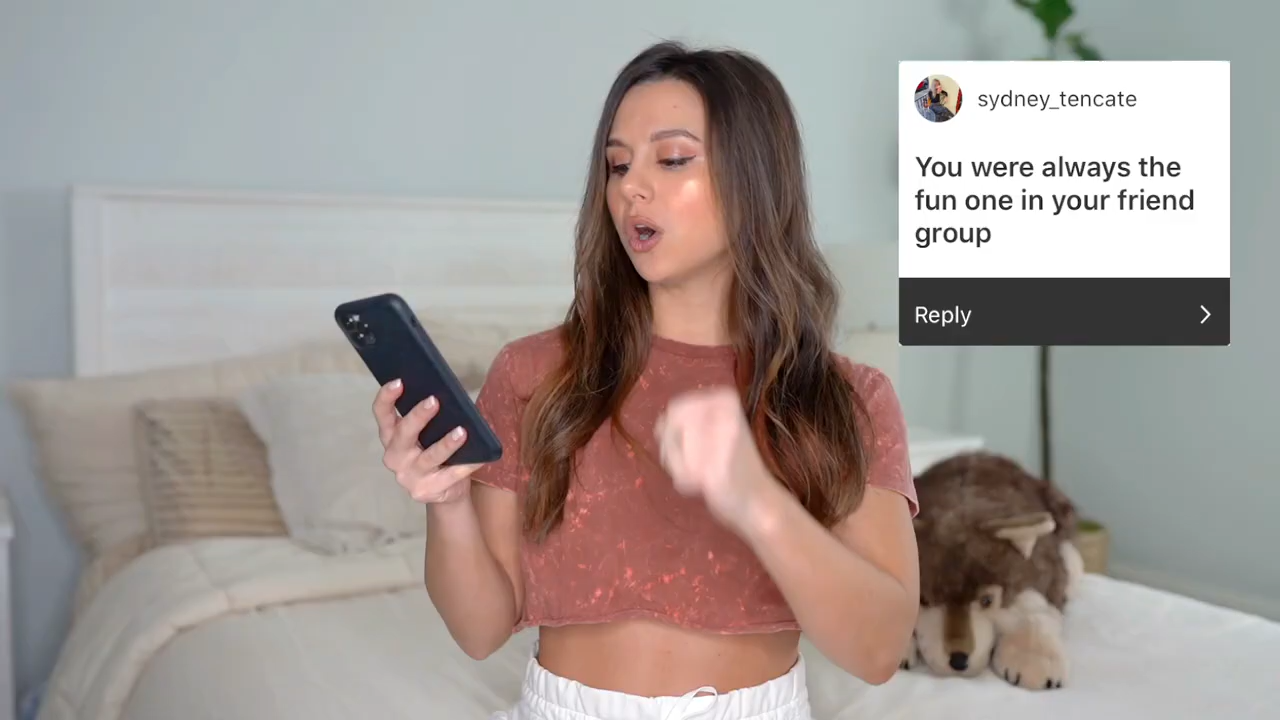 sydney_tencate
You were always the
fun one in your friend
group
Reply